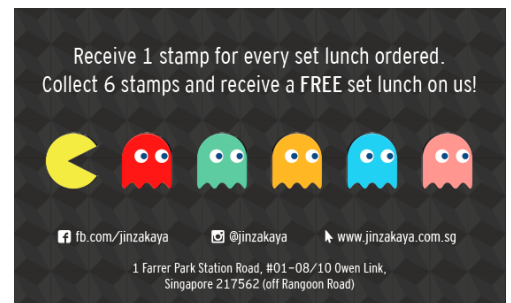 Receive 1 stamp for every set lunch ordered.
Collect 6 stamps and receive a FREE set lunch on us!
fb.com/jinzakaya @jinzakaya www.jinzakaya.com.sg
1 Farrer Park Station Road, #01-08/10 Owen Link,
Singapore 217562 (off Rangoon Road)